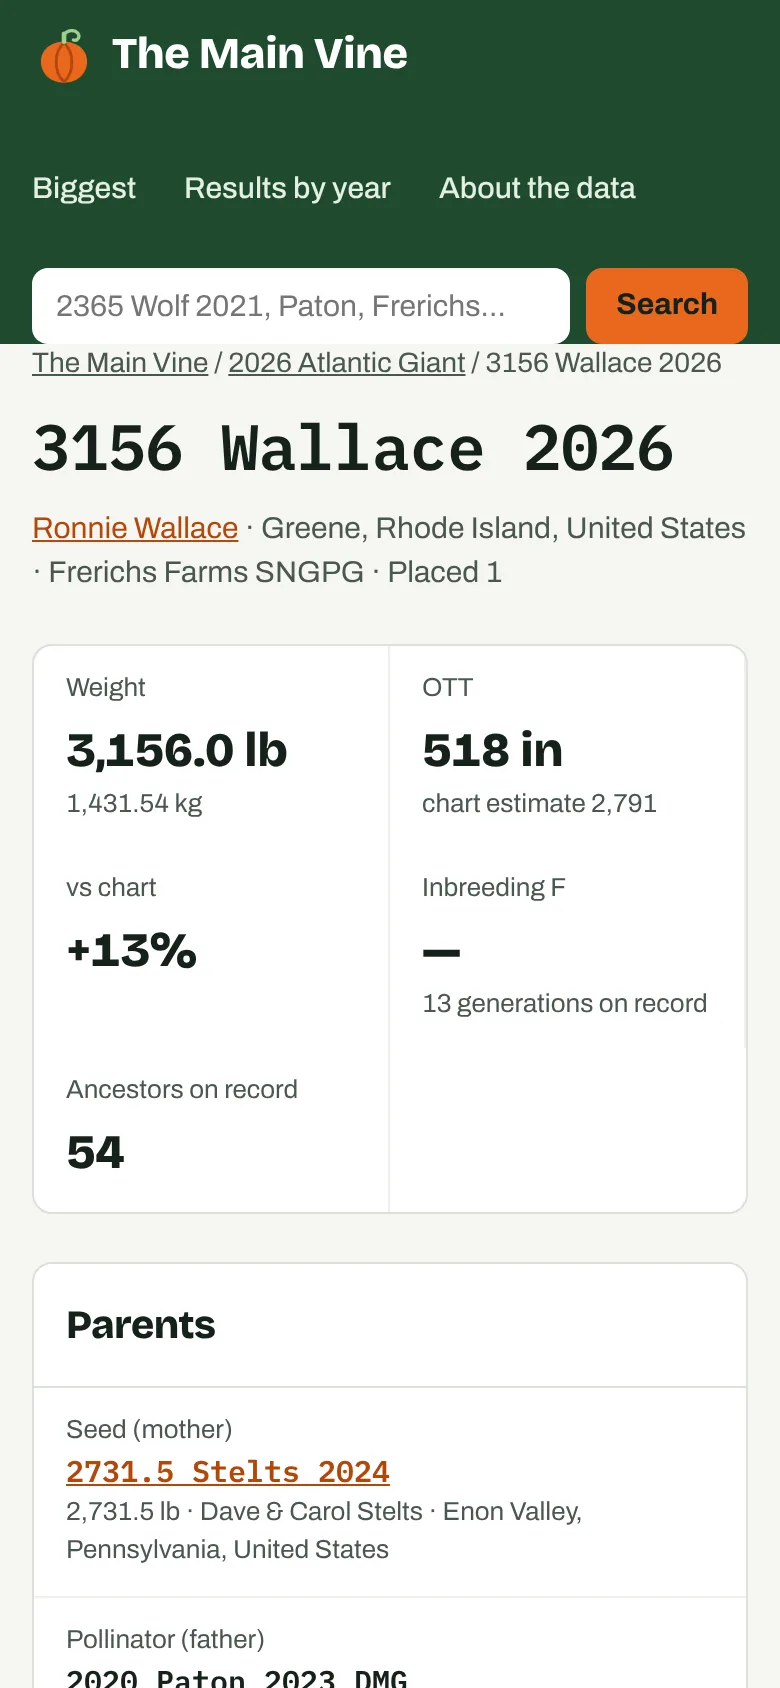 The Main Vine
Biggest Results by year About the data
2365 Wolf 2021, Paton, Frerichs... Search
The Main Vine / 2026 Atlantic Giant / 3156 Wallace 2026
3156 Wallace 2026
Ronnie Wallace · Greene, Rhode Island, United States
· Frerichs Farms SNGPG · Placed 1
Weight
3,156.0 lb
1,431.54 kg
OTT
518 in
chart estimate 2,791
vs chart
+13%
Inbreeding F
—
13 generations on record
Ancestors on record
54
Parents
Seed (mother)
2731.5 Stelts 2024
2,731.5 lb · Dave & Carol Stelts · Enon Valley,
Pennsylvania, United States
Pollinator (father)
2020 Paton 2023 DMG